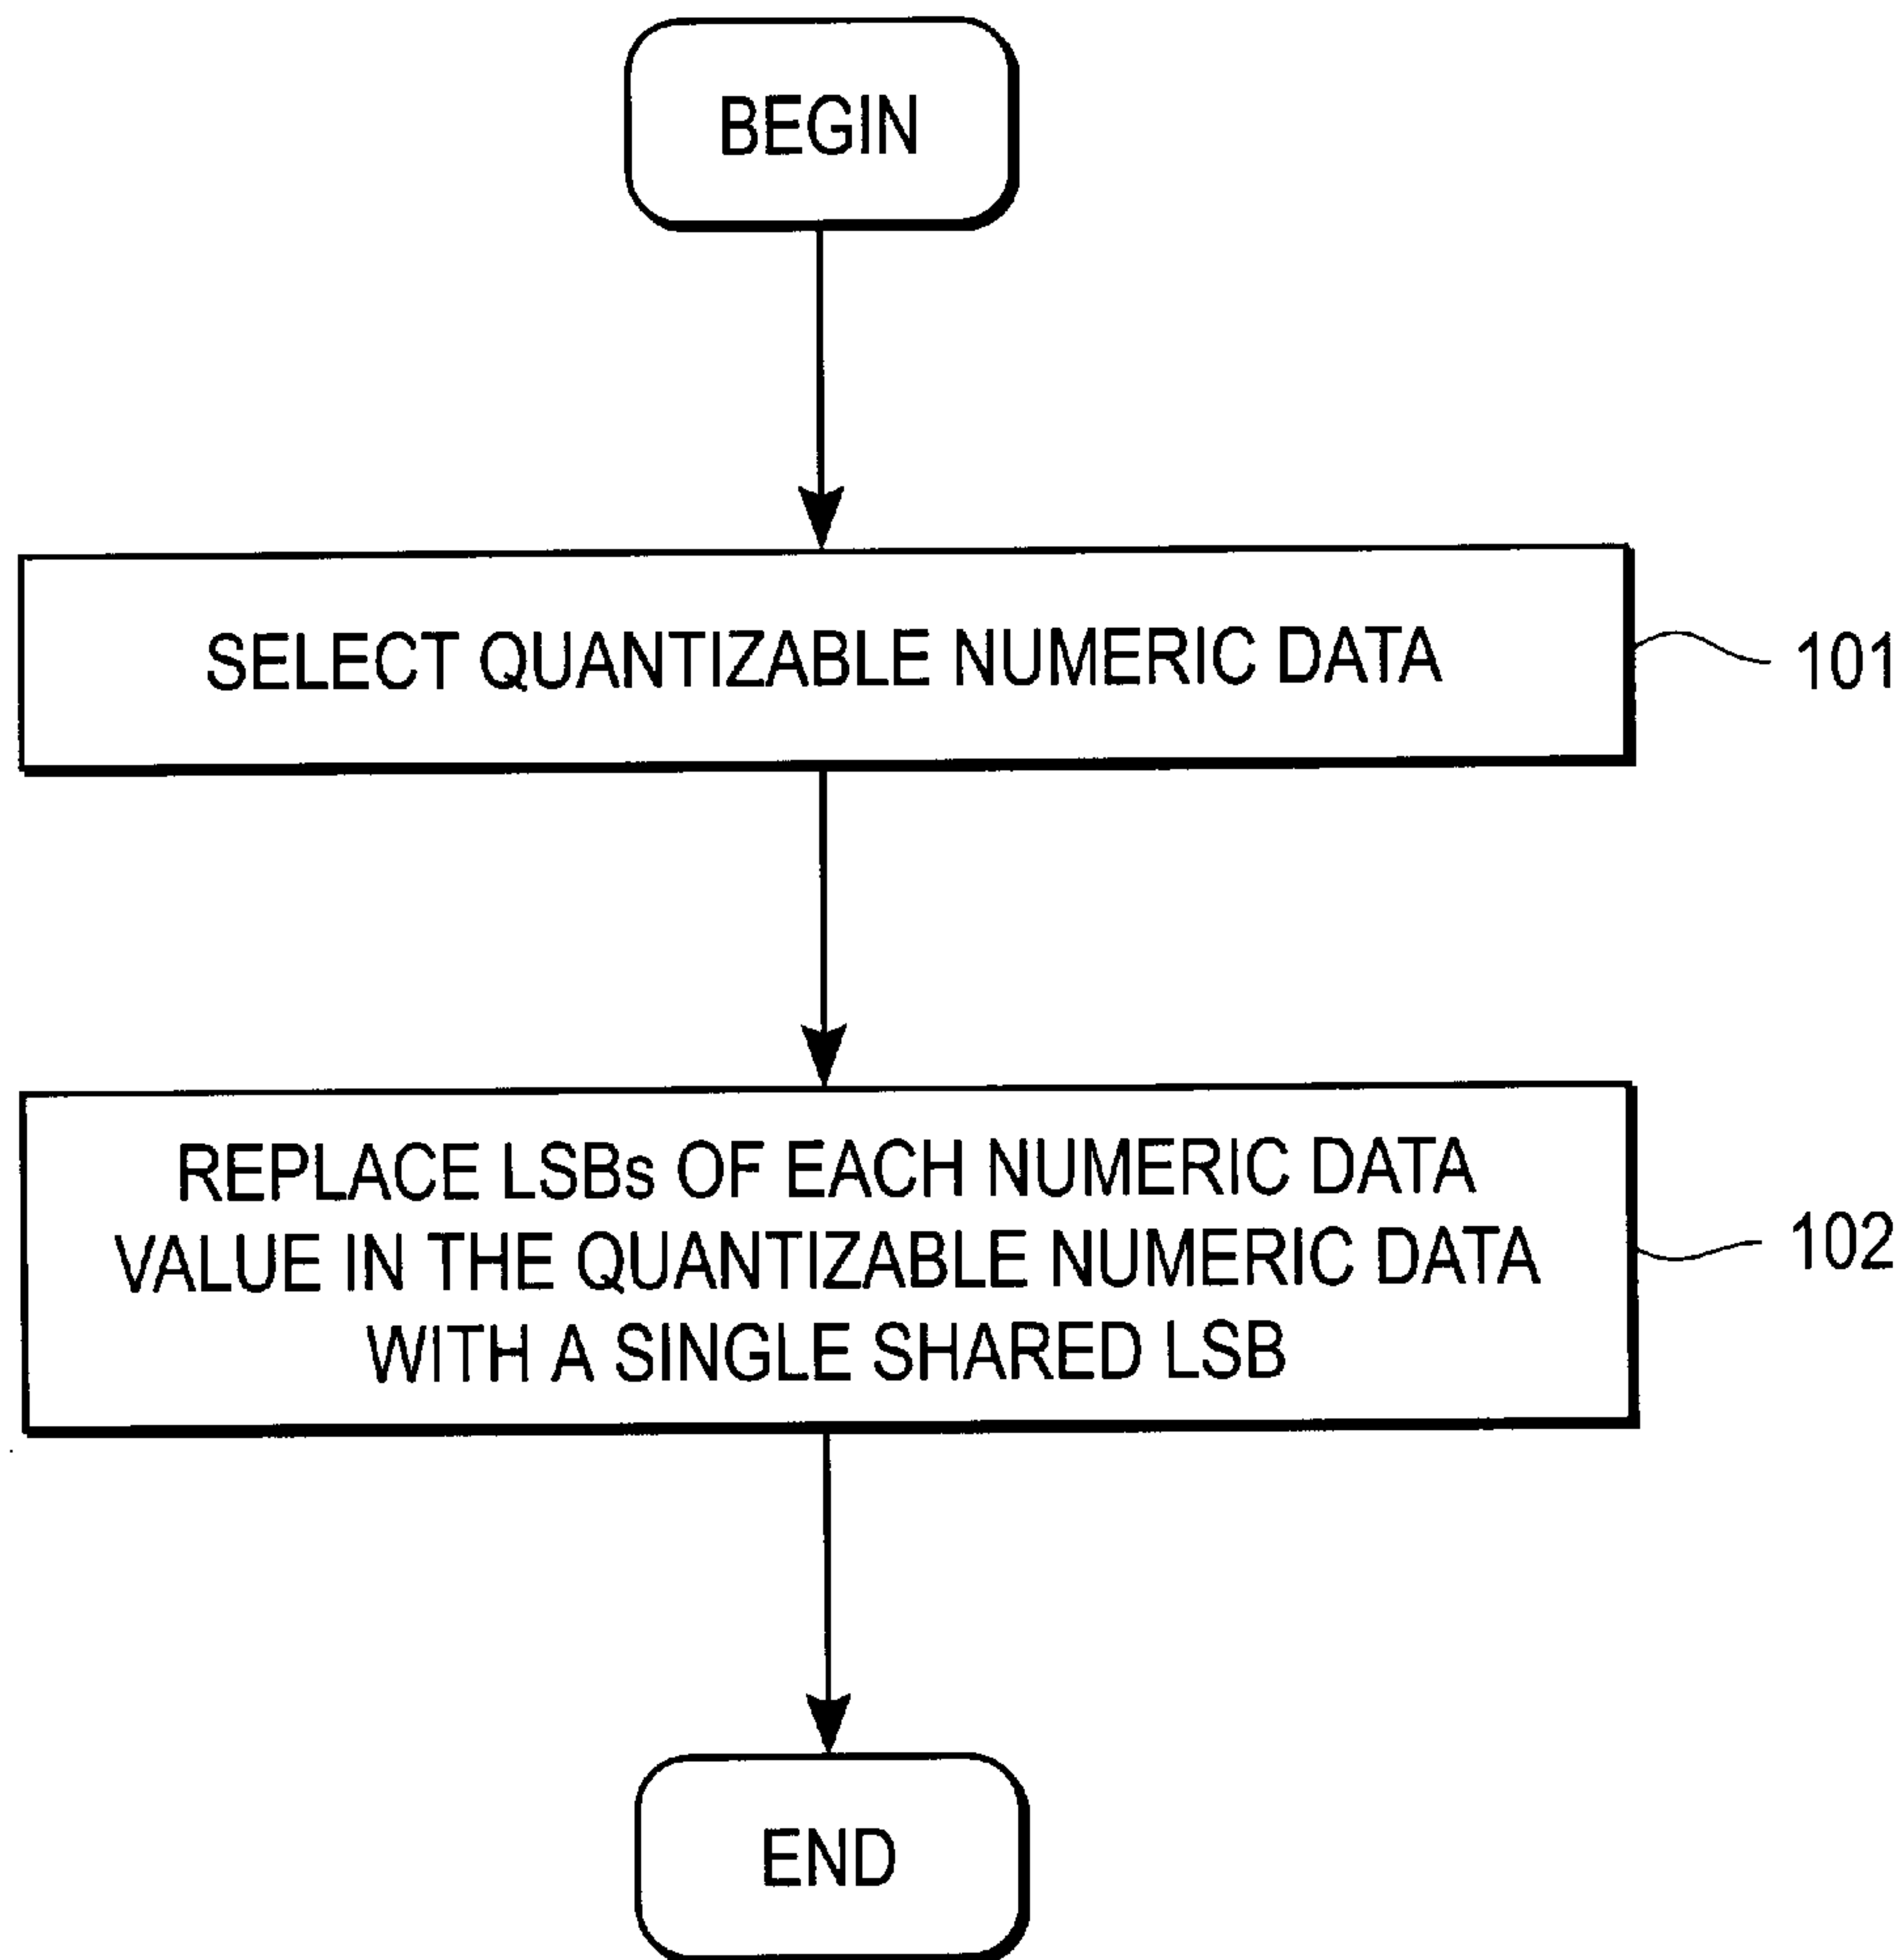 BEGIN
SELECT QUANTIZABLE NUMERIC DATA
101
REPLACE LSBs OF EACH NUMERIC DATA
VALUE IN THE QUANTIZABLE NUMERIC DATA
WITH A SINGLE SHARED LSB
102
END